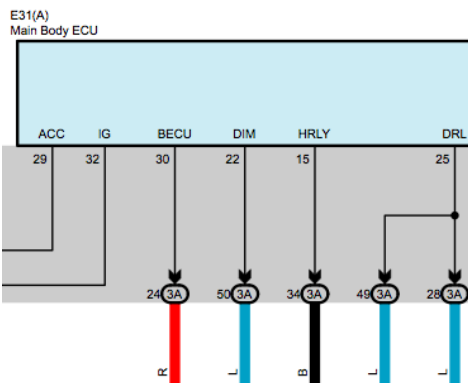 E31(A)
Main Body ECU
ACC IG BECU DIM HRLY DRL
29 32 30 22 15 25
24 3A 50 3A 34 3A 49 3A 28 3A
R L B L L